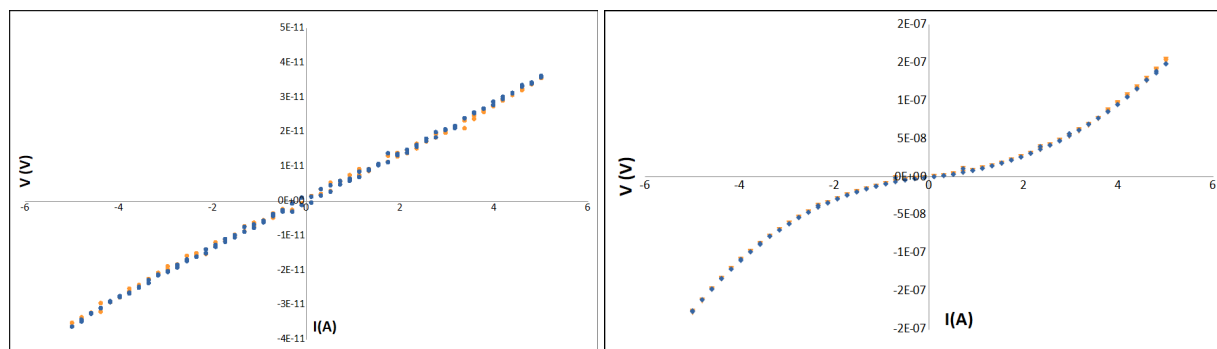 5E-11
4E-11
3E-11
2E-11
1E-11
0E+00
-6 -4 -2 0 2 4 6
-1E-11
-2E-11
-3E-11
-4E-11
V (V)
I(A)
2E-07
2E-07
1E-07
5E-08
0E+00
-6 -4 -2 0 2 4 6
-5E-08
-1E-07
-2E-07
-2E-07
V (V)
I(A)